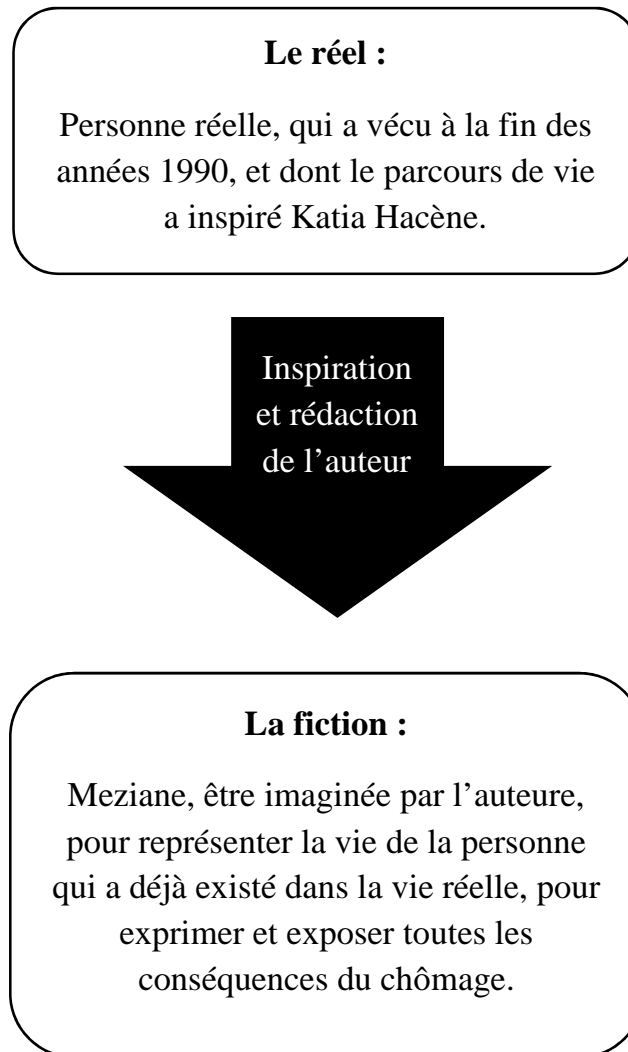 Le réel :
Personne réelle, qui a vécu à la fin des
années 1990, et dont le parcours de vie
a inspiré Katia Hacène.
Inspiration
et rédaction
de l’auteur
La fiction :
Meziane, être imaginée par l’auteure,
pour représenter la vie de la personne
qui a déjà existé dans la vie réelle, pour
exprimer et exposer toutes les
conséquences du chômage.